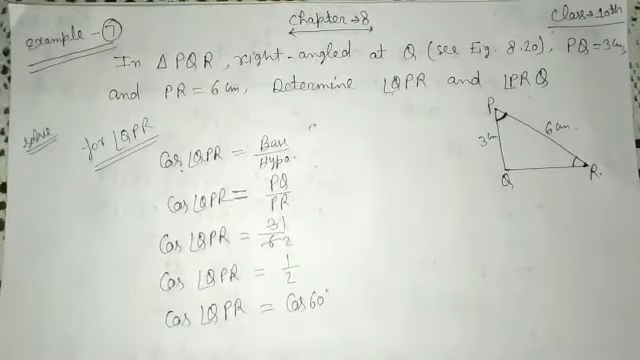 Example - 7
Chapter → 8
Class → 10th
In △ PQR, right-angled at Q (see Fig. 8.20), PQ = 3 cm,
and PR = 6 cm, Determine ∠QPR and ∠PRQ
solve
for ∠QPR
Cos ∠QPR = Base/Hypo.
Cos ∠QPR = PQ/PR
Cos ∠QPR = 3 1/6 2
Cos ∠QPR = 1/2
Cos ∠QPR = Cos 60°
P
3 cm
6 cm
Q
R.